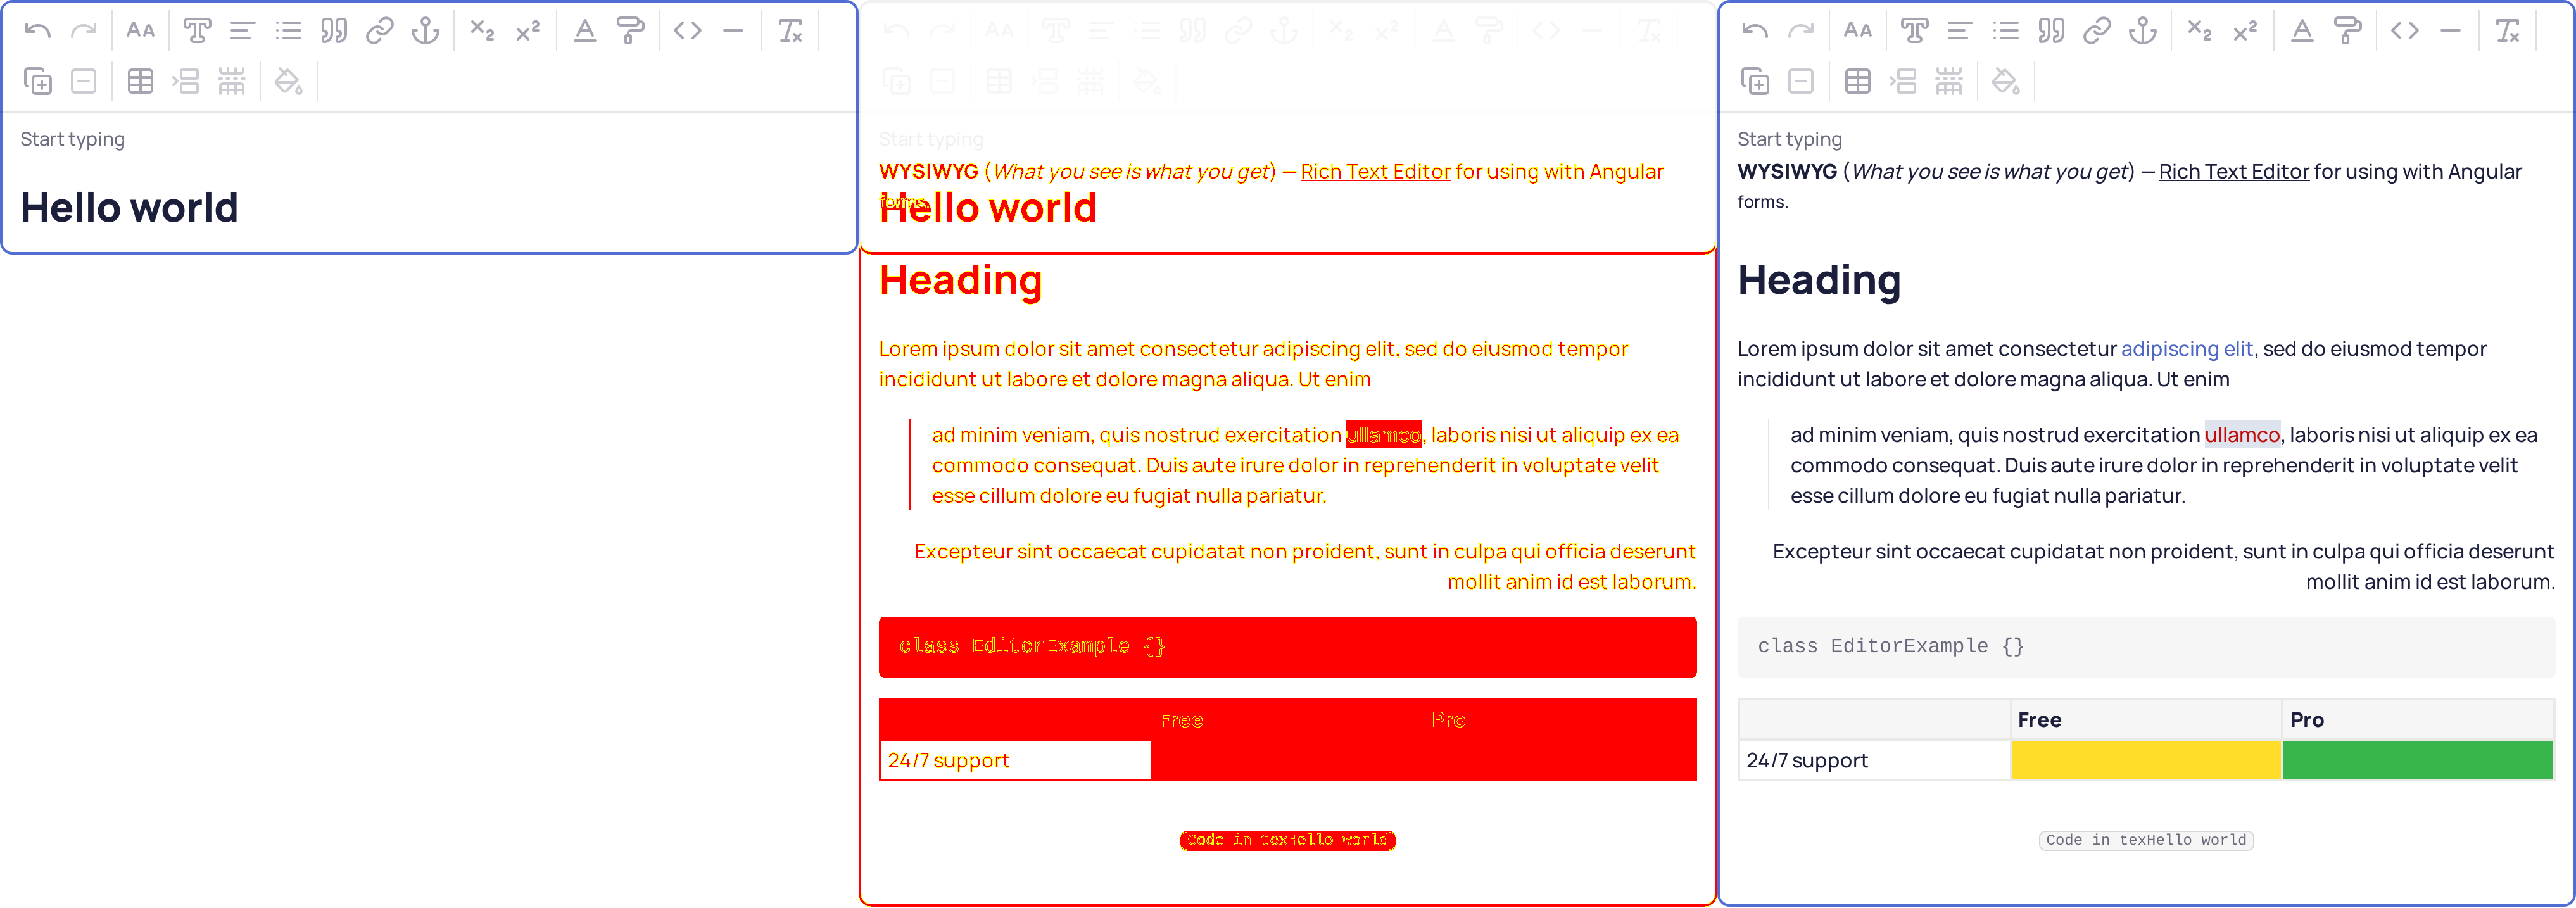 Start typing
Hello world
Start typing
WYSIWYG (What you see is what you get) — Rich Text Editor for using with Angular
forms.
Hello world
Heading
Lorem ipsum dolor sit amet consectetur adipiscing elit, sed do eiusmod tempor
incididunt ut labore et dolore magna aliqua. Ut enim
ad minim veniam, quis nostrud exercitation ullamco, laboris nisi ut aliquip ex ea
commodo consequat. Duis aute irure dolor in reprehenderit in voluptate velit
esse cillum dolore eu fugiat nulla pariatur.
Excepteur sint occaecat cupidatat non proident, sunt in culpa qui officia deserunt
mollit anim id est laborum.
class EditorExample {}
Free Pro
24/7 support
Code in texHello world
Start typing
WYSIWYG (What you see is what you get) — Rich Text Editor for using with Angular
forms.
Heading
Lorem ipsum dolor sit amet consectetur adipiscing elit, sed do eiusmod tempor
incididunt ut labore et dolore magna aliqua. Ut enim
ad minim veniam, quis nostrud exercitation ullamco, laboris nisi ut aliquip ex ea
commodo consequat. Duis aute irure dolor in reprehenderit in voluptate velit
esse cillum dolore eu fugiat nulla pariatur.
Excepteur sint occaecat cupidatat non proident, sunt in culpa qui officia deserunt
mollit anim id est laborum.
class EditorExample {}
Free Pro
24/7 support
Code in texHello world